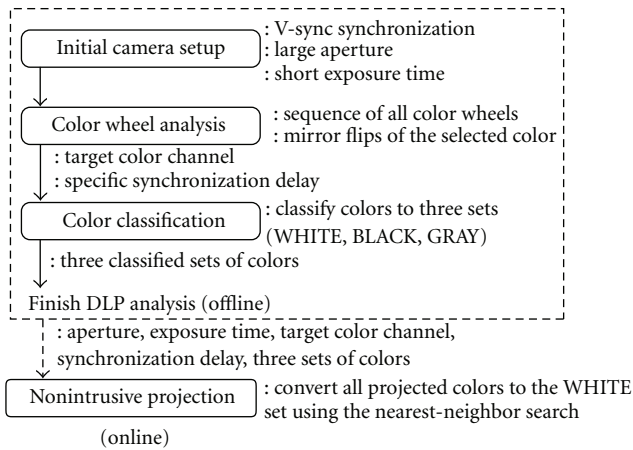 Initial camera setup
: V-sync synchronization
: large aperture
: short exposure time
Color wheel analysis
: sequence of all color wheels
: mirror flips of the selected color
: target color channel
: specific synchronization delay
Color classification
: classify colors to three sets
(WHITE, BLACK, GRAY)
: three classified sets of colors
Finish DLP analysis (offline)
: aperture, exposure time, target color channel,
synchronization delay, three sets of colors
Nonintrusive projection
: convert all projected colors to the WHITE
set using the nearest-neighbor search
(online)